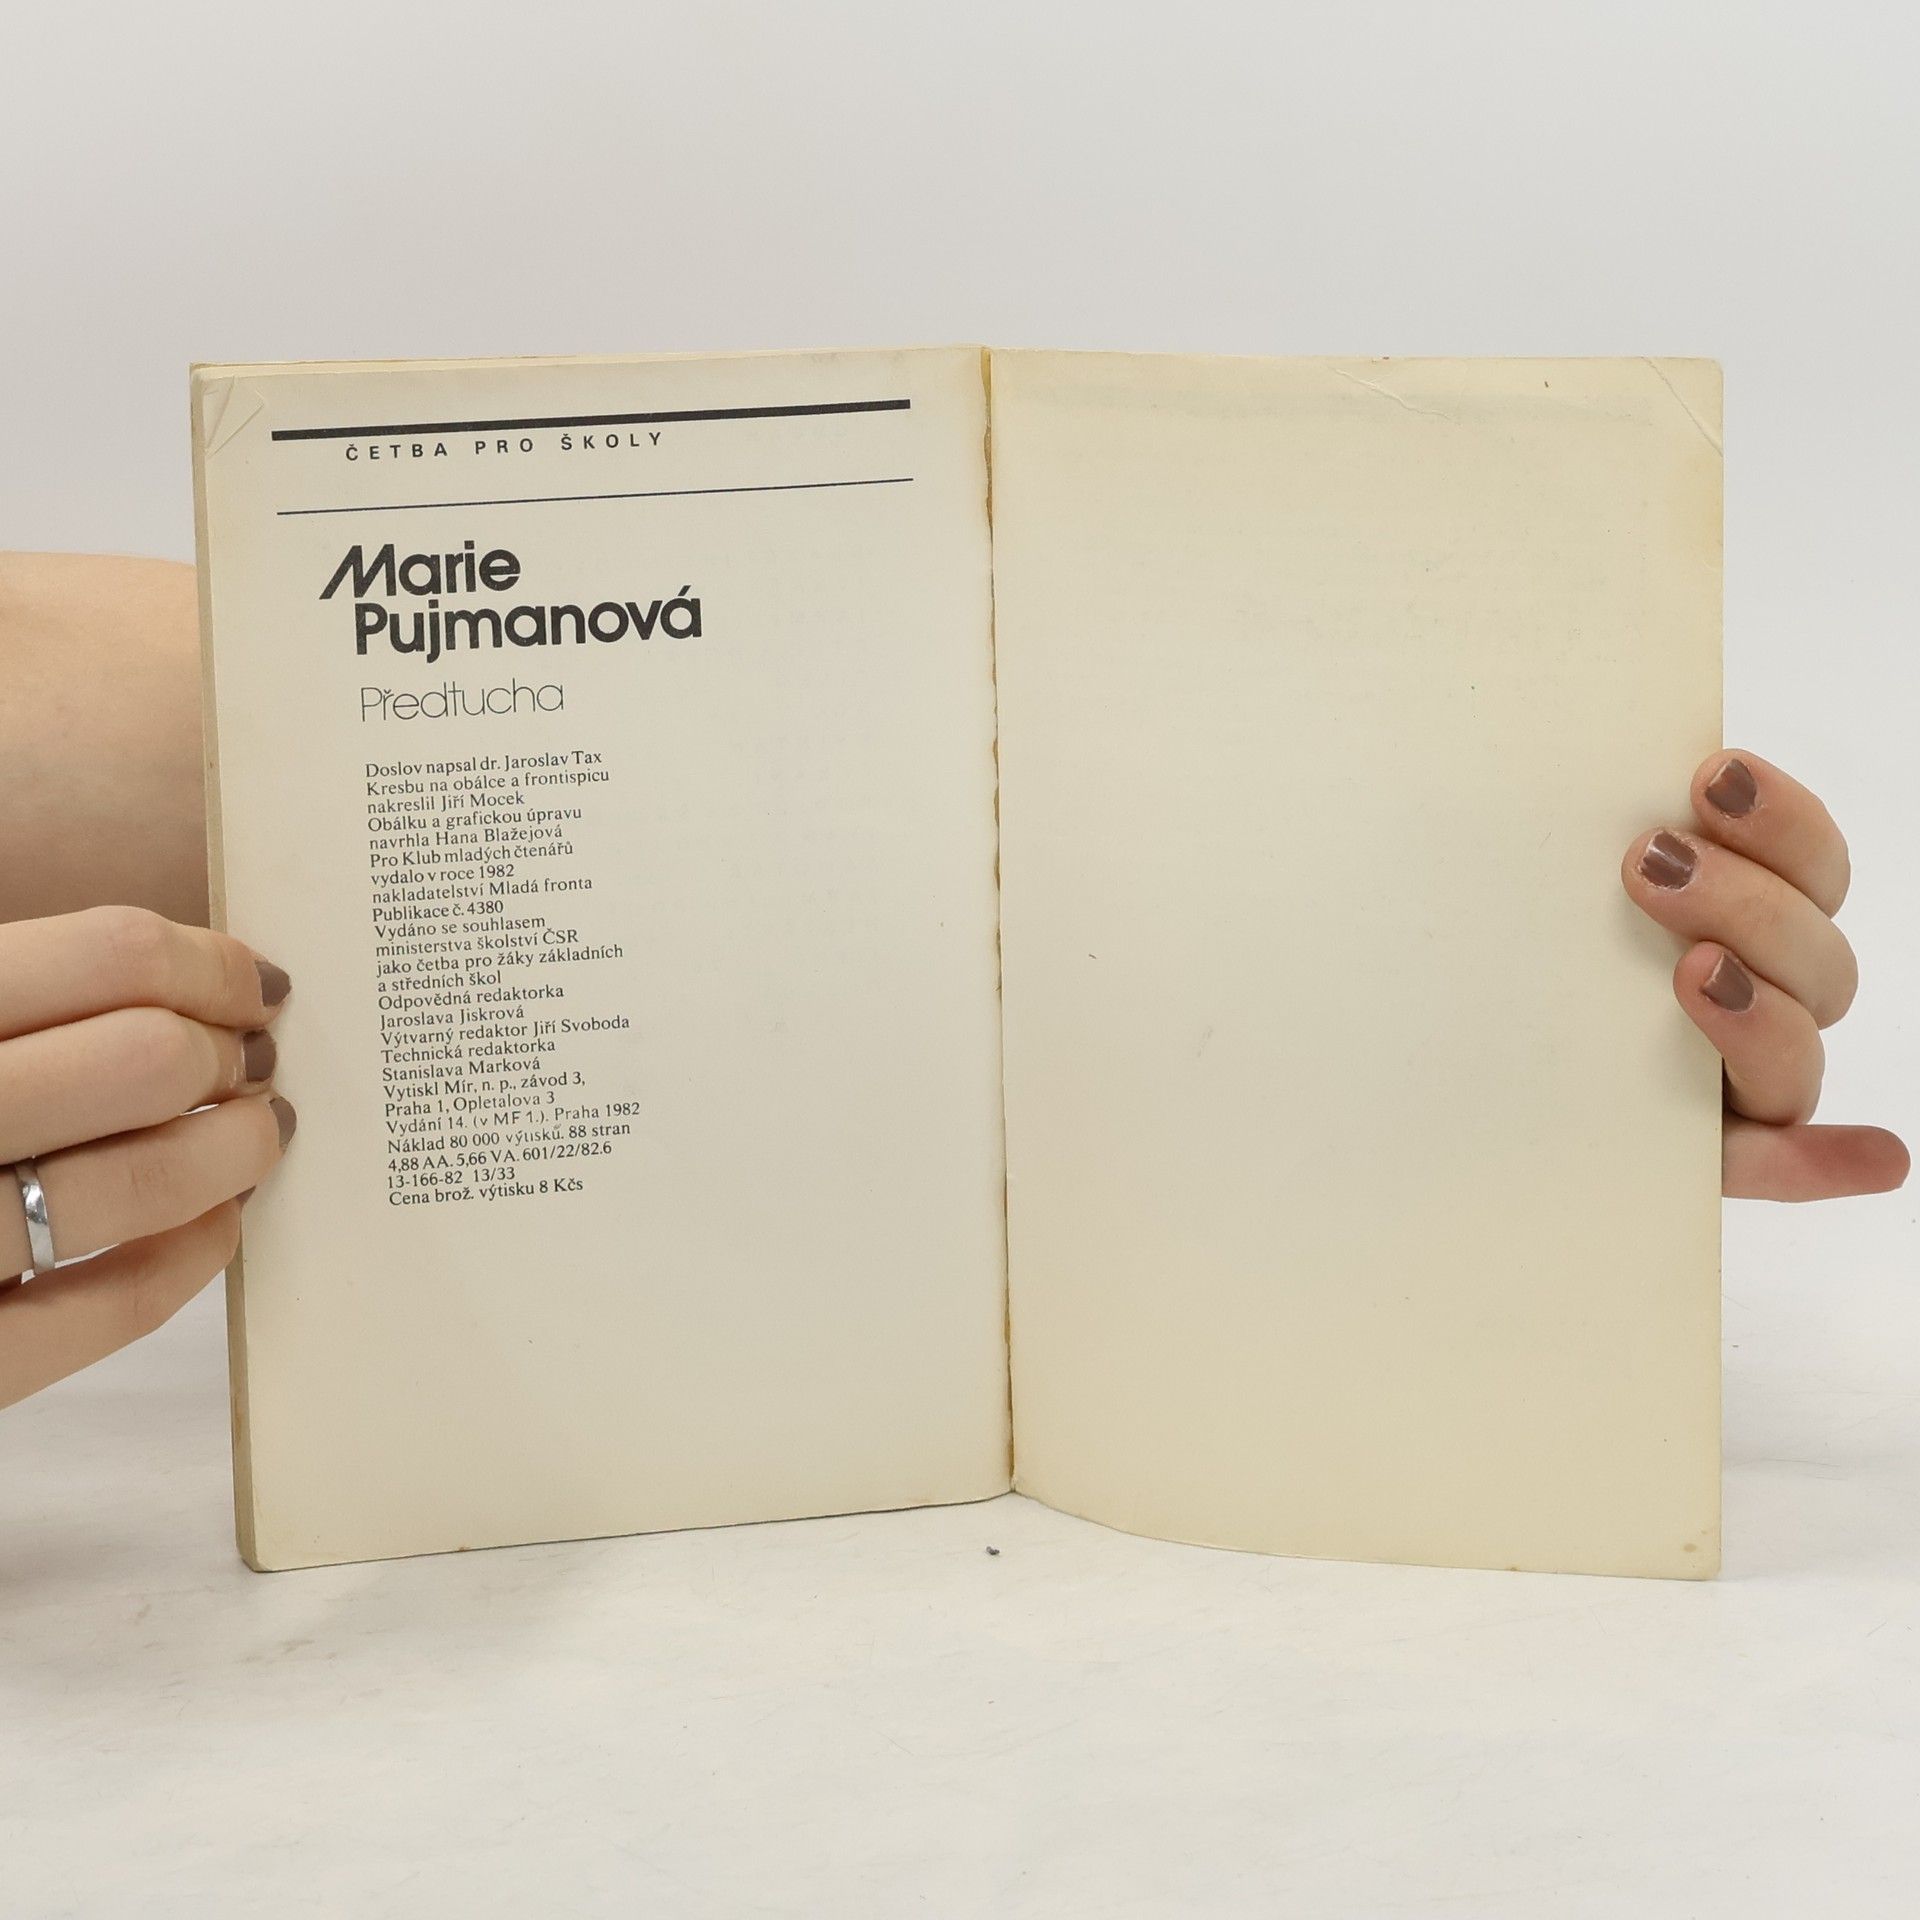 ČETBA PRO ŠKOLY
Marie
Pujmanová
Předtucha
Doslov napsal dr. Jaroslav Tax
Kresbu na obálce a frontispicu
nakreslil Jiří Mocek
Obálku a grafickou úpravu
navrhla Hana Blažejová
Pro Klub mladých čtenářů
vydalo v roce 1982
nakladatelství Mladá fronta
Publikace č. 4380
Vydáno se souhlasem
ministerstva školství ČSR
jako četba pro žáky základních
a středních škol
Odpovědná redaktorka
Jaroslava Jiskrová
Výtvarný redaktor Jiří Svoboda
Technická redaktorka
Stanislava Marková
Vytiskl Mír, n. p., závod 3,
Praha 1, Opletalova 3
Vydání 14. (v MF 1.). Praha 1982
Náklad 80 000 výtisků. 88 stran
4,88 AA. 5,66 VA. 601/22/82.6
13-166-82 13/33
Cena brož. výtisku 8 Kčs